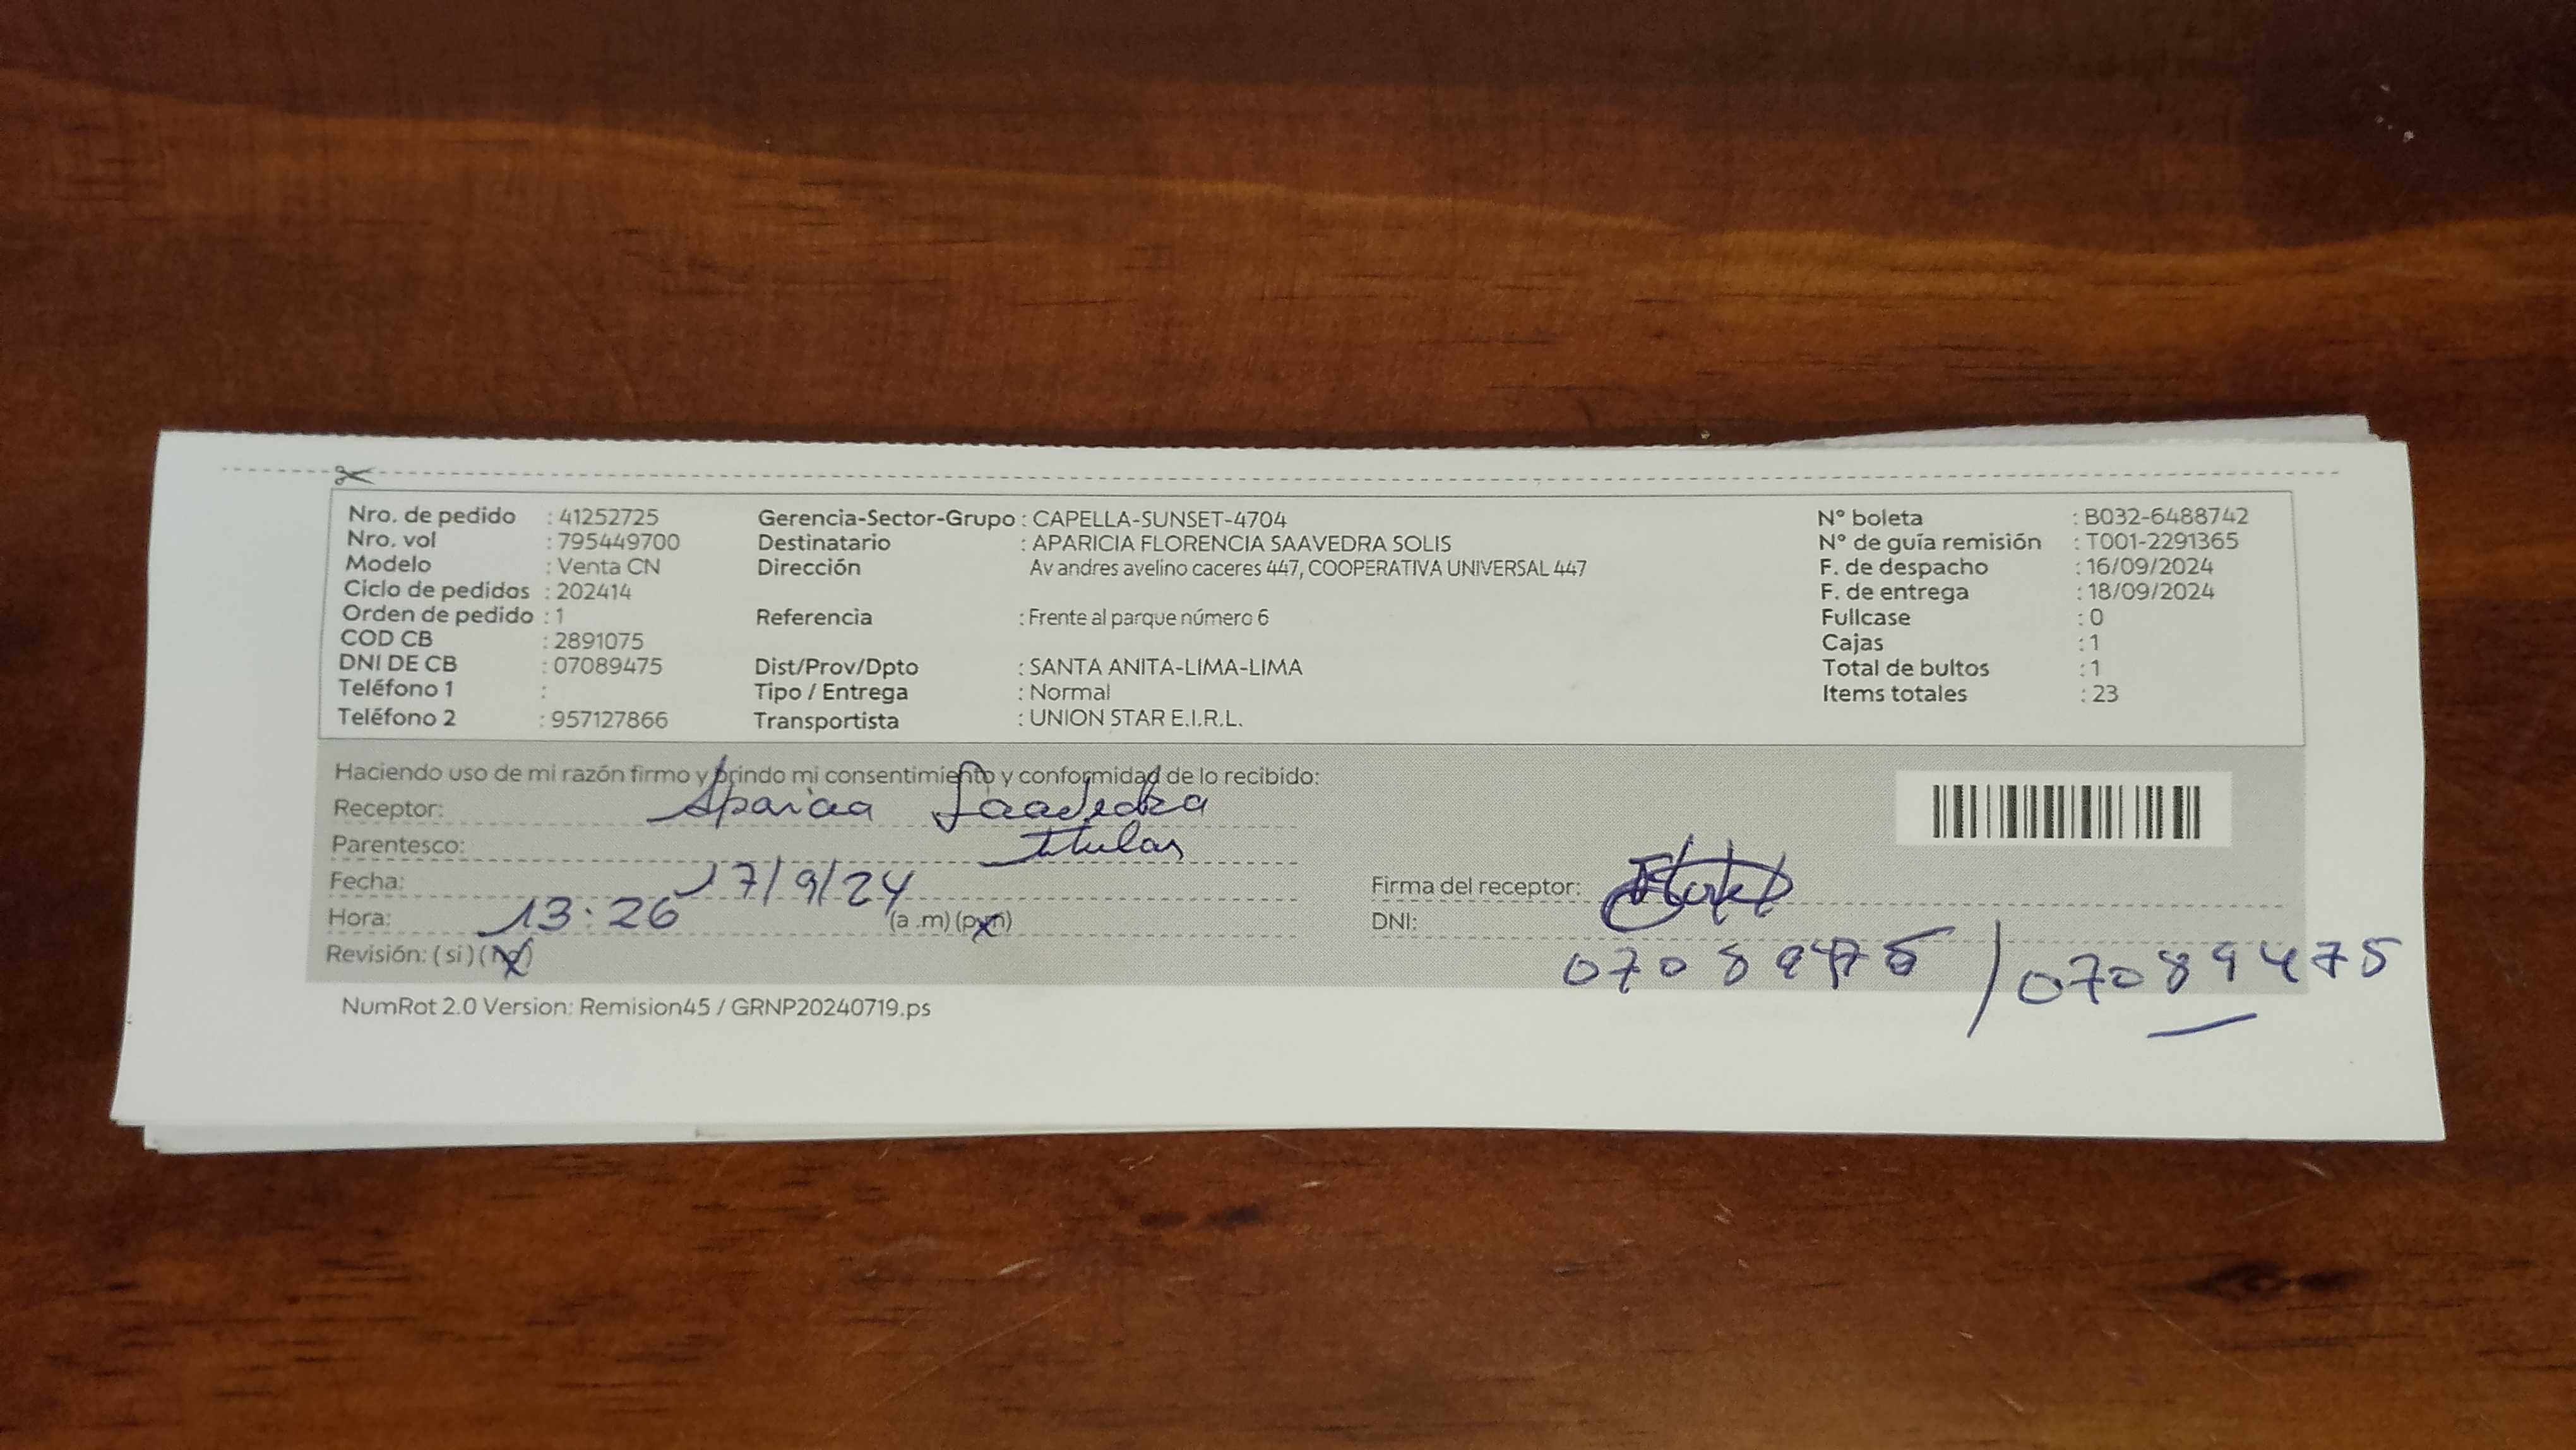 Nro. de pedido : 41252725 Gerencia-Sector-Grupo : CAPELLA-SUNSET-4704 N° boleta : B032-6488742
Nro. vol : 795449700 Destinatario : APARICIA FLORENCIA SAAVEDRA SOLIS N° de guía remisión : T001-2291365
Modelo : Venta CN Dirección Av andres avelino caceres 447, COOPERATIVA UNIVERSAL 447 F. de despacho : 16/09/2024
Ciclo de pedidos : 202414 F. de entrega : 18/09/2024
Orden de pedido : 1 Referencia : Frente al parque número 6 Fullcase : 0
COD CB : 2891075 Cajas : 1
DNI DE CB : 07089475 Dist/Prov/Dpto : SANTA ANITA-LIMA-LIMA Total de bultos : 1
Teléfono 1 : Tipo / Entrega : Normal Items totales : 23
Teléfono 2 : 957127866 Transportista : UNION STAR E.I.R.L.
Haciendo uso de mi razón firmo y brindo mi consentimiento y conformidad de lo recibido:
Receptor: Aparicia Saavedra
Parentesco: titular
Fecha: 17/9/24 Firma del receptor:
Hora: 13:26 (a .m) (p.m) DNI:
Revisión: (si) (no) 07089475 / 07089475
NumRot 2.0 Version: Remision45 / GRNP20240719.ps